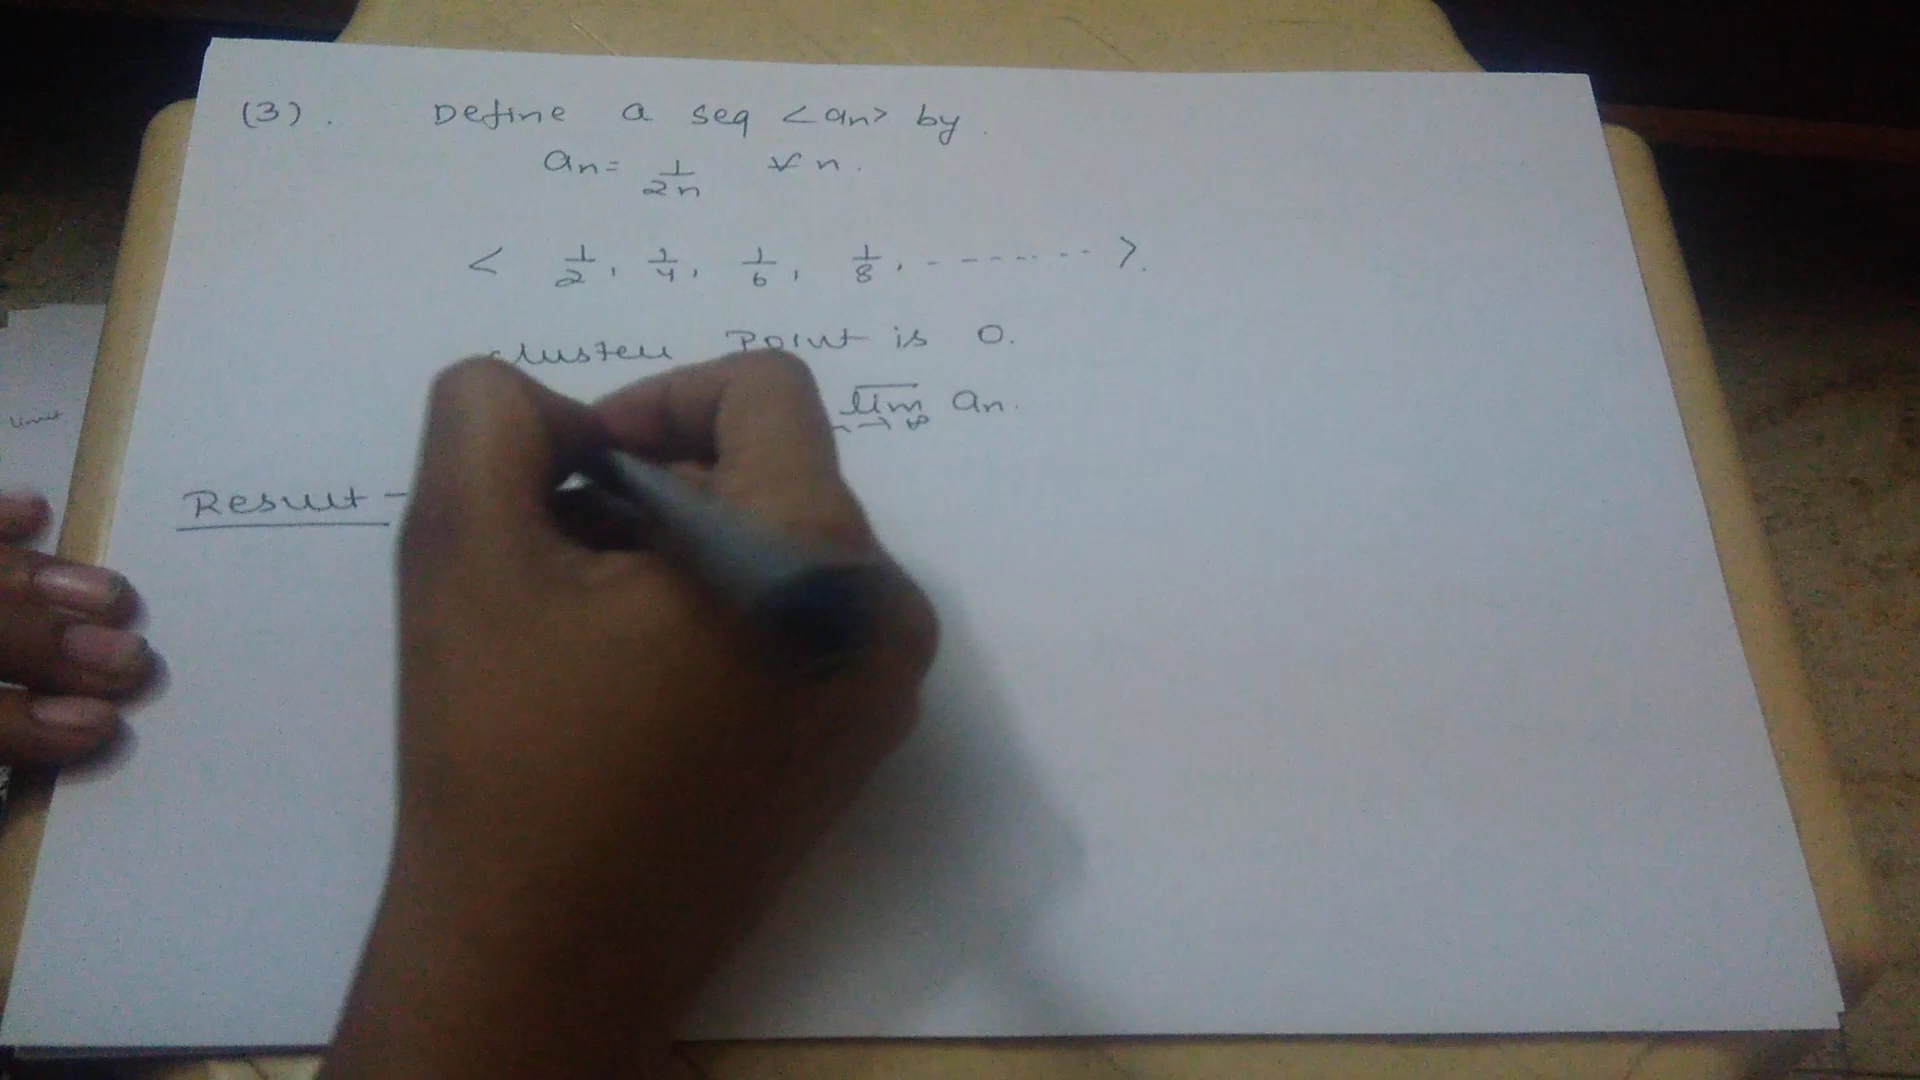 (3). Define a seq <an> by.
an = 1/2n ∀ n.
< 1/2, 1/4, 1/6, 1/8, ------- >.
cluster Point is 0.
lim an.
n→∞
Result -
limit